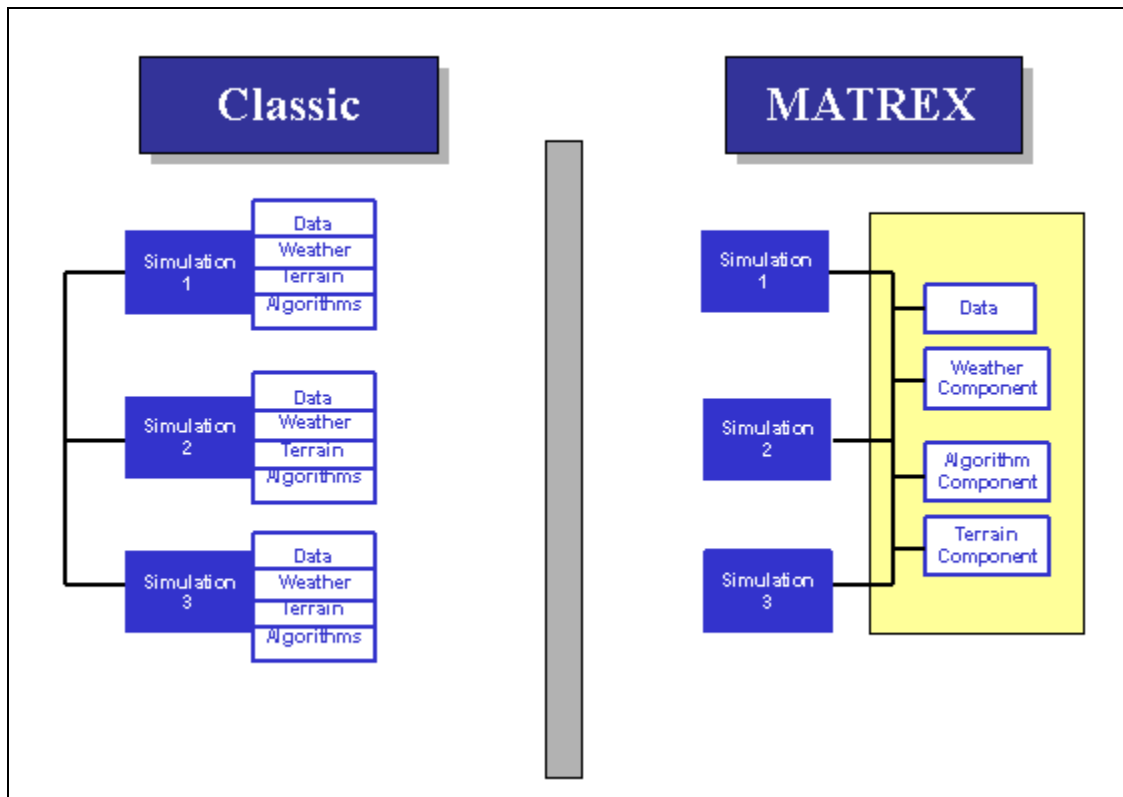 Classic
Simulation
1
Data
Weather
Terrain
Algorithms
Simulation
2
Data
Weather
Terrain
Algorithms
Simulation
3
Data
Weather
Terrain
Algorithms
MATREX
Simulation
1
Simulation
2
Simulation
3
Data
Weather
Component
Algorithm
Component
Terrain
Component